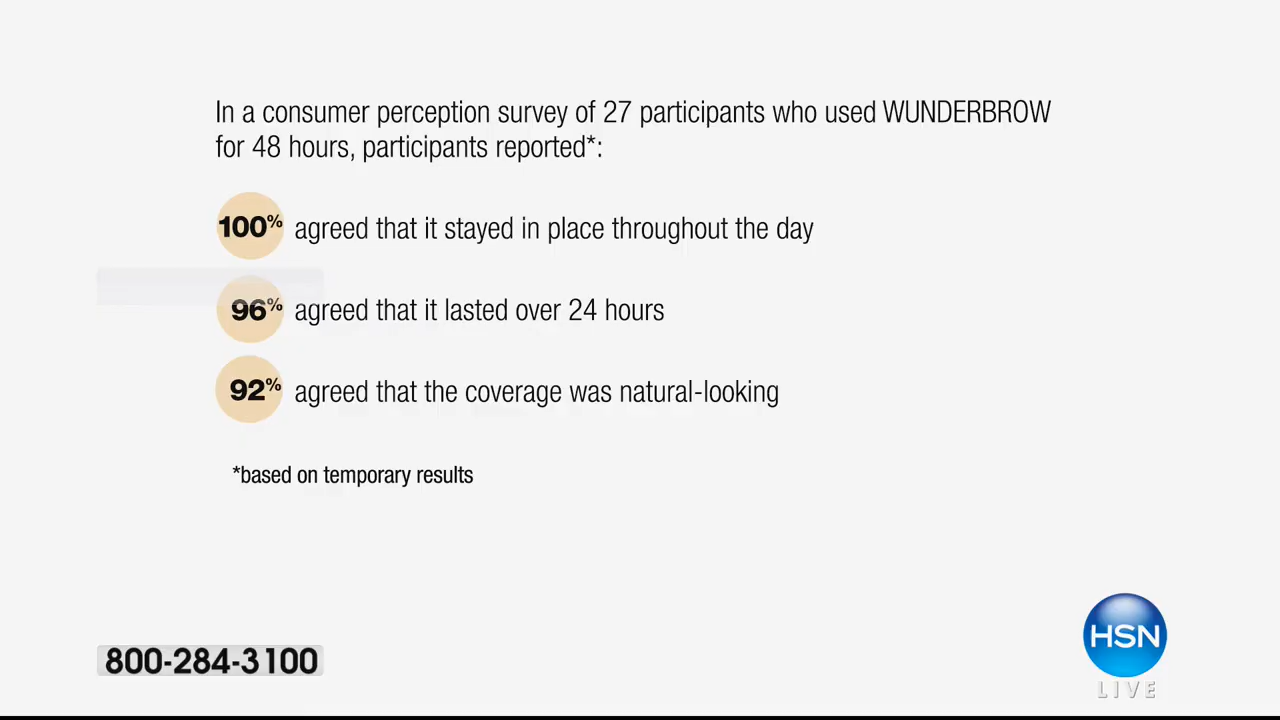 In a consumer perception survey of 27 participants who used WUNDERBROW
for 48 hours, participants reported*:
100% agreed that it stayed in place throughout the day
96% agreed that it lasted over 24 hours
92% agreed that the coverage was natural-looking
*based on temporary results
800-284-3100
HSN
LIVE